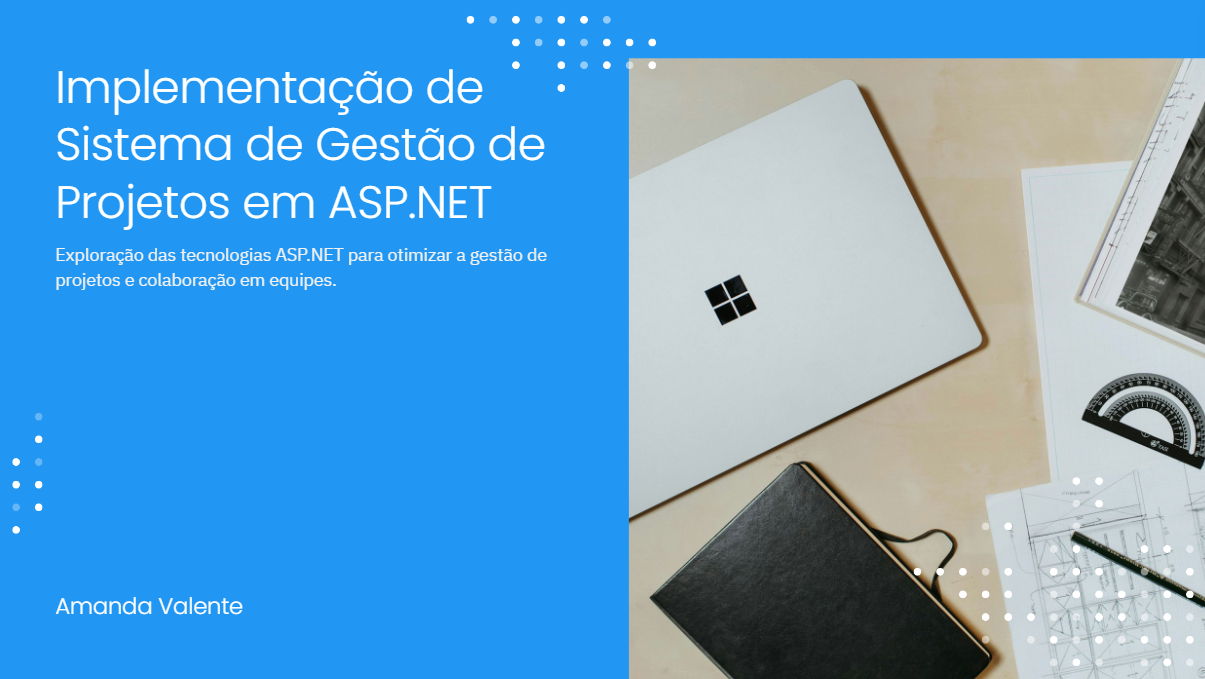 Implementação de
Sistema de Gestão de
Projetos em ASP.NET
Exploração das tecnologias ASP.NET para otimizar a gestão de
projetos e colaboração em equipes.
Amanda Valente